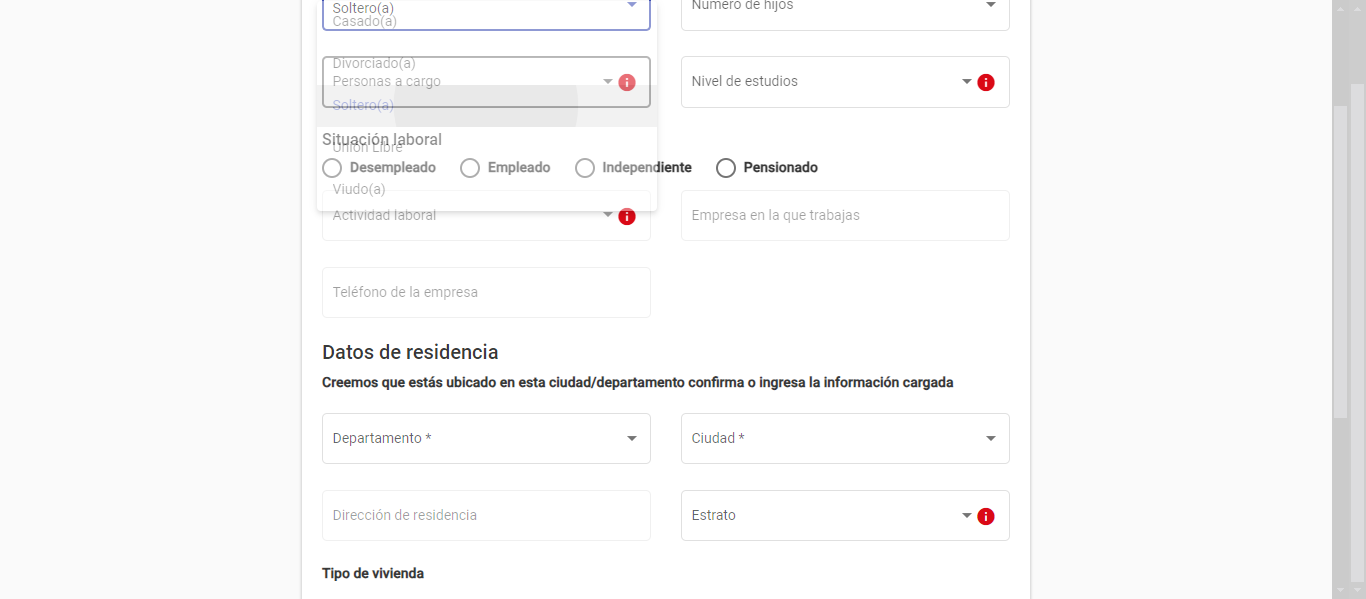 Soltero(a)
Número de hijos
Casado(a)
Divorciado(a)
Personas a cargo
Nivel de estudios
Soltero(a)
Situación laboral
Unión Libre
Desempleado Empleado Independiente Pensionado
Viudo(a)
Actividad laboral
Empresa en la que trabajas
Teléfono de la empresa
Datos de residencia
Creemos que estás ubicado en esta ciudad/departamento confirma o ingresa la información cargada
Departamento *
Ciudad *
Dirección de residencia
Estrato
Tipo de vivienda